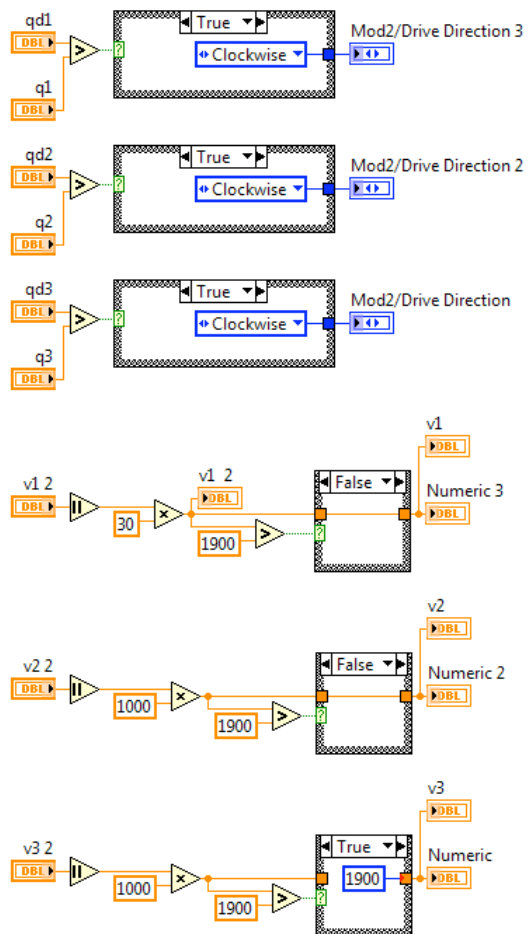 qd1
True
Mod2/Drive Direction 3
DBL
?
Clockwise
q1
DBL
qd2
True
Mod2/Drive Direction 2
DBL
?
Clockwise
q2
DBL
qd3
True
Mod2/Drive Direction
DBL
?
Clockwise
q3
DBL
v1
DBL
v1 2
False
Numeric 3
v1 2
DBL
DBL
DBL
30
1900
?
v2
DBL
False
v2 2
Numeric 2
DBL
DBL
1000
1900
?
v3
DBL
True
v3 2
Numeric
DBL
1900
DBL
1000
1900
?